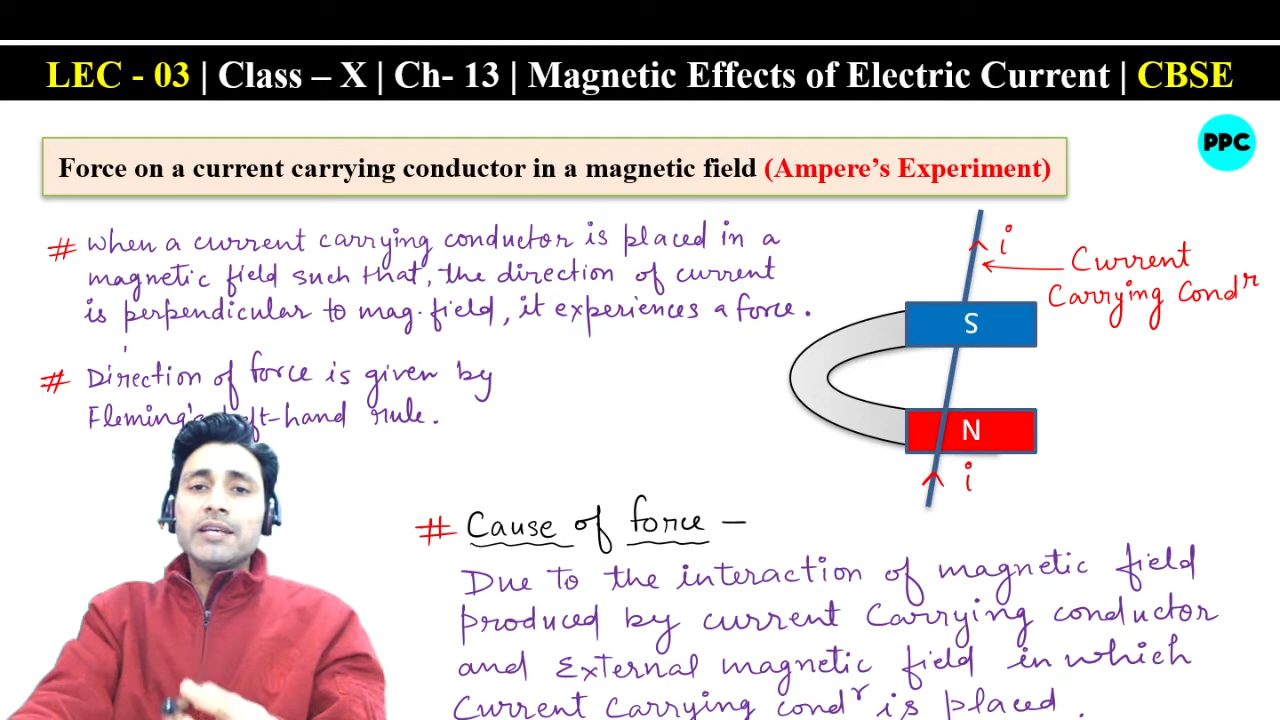 LEC - 03 | Class – X | Ch- 13 | Magnetic Effects of Electric Current | CBSE
PPC
Force on a current carrying conductor in a magnetic field (Ampere's Experiment)
# When a current carrying conductor is placed in a
magnetic field such that, the direction of current
is perpendicular to mag. field, it experiences a force.
# Direction of force is given by
Fleming's left-hand rule.
i
Current
Carrying Condr
S
N
i
# Cause of force –
Due to the interaction of magnetic field
produced by current Carrying conductor
and External magnetic field in which
Current Carrying condr is placed.